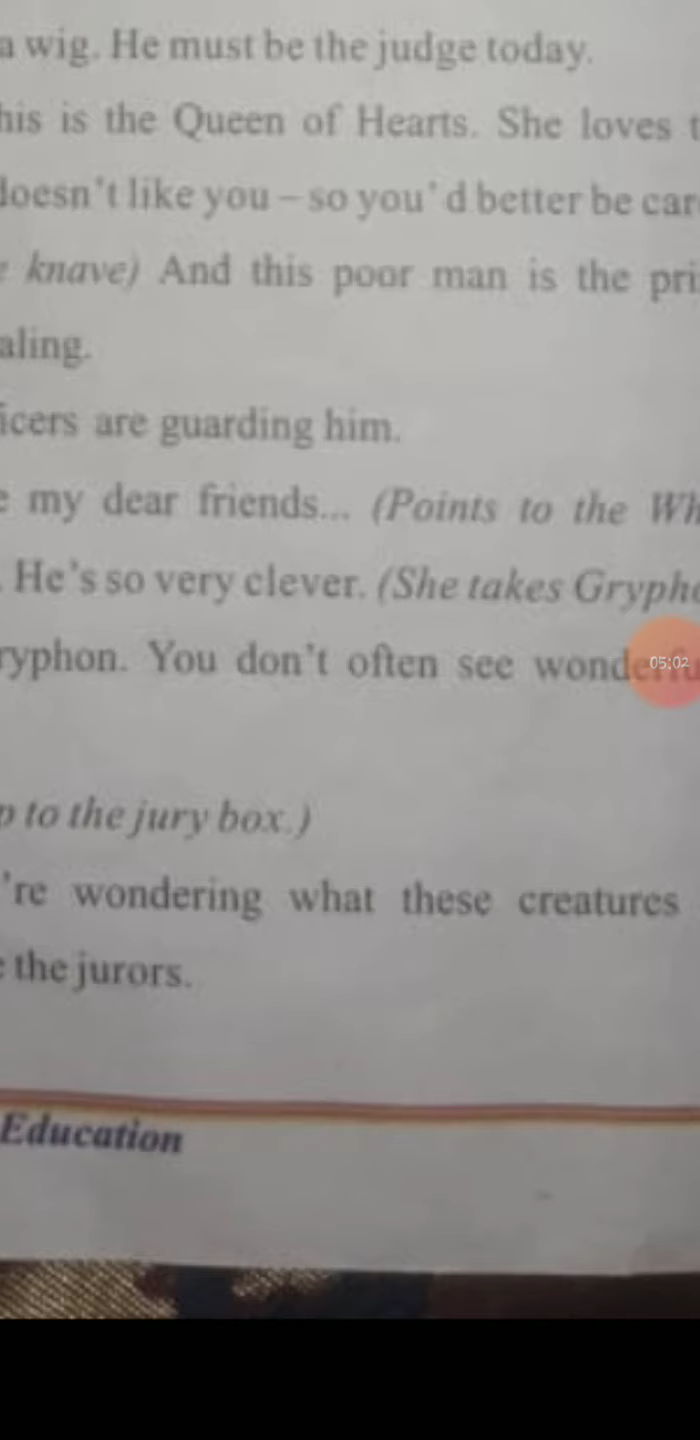 a wig. He must be the judge today.
his is the Queen of Hearts. She loves t
doesn't like you – so you' d better be car
e knave) And this poor man is the pri
aling.
icers are guarding him.
e my dear friends... (Points to the Wh
. He's so very clever. (She takes Grypho
ryphon. You don't often see wonderfu
05:02
p to the jury box.)
're wondering what these creatures
e the jurors.
Education